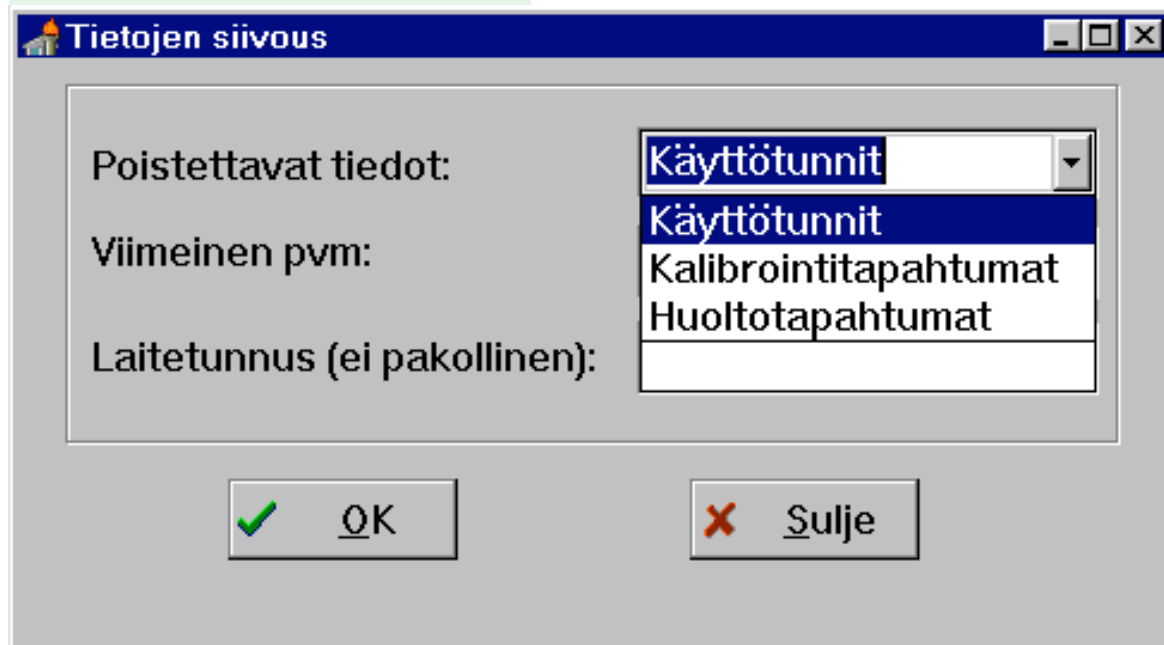 Tietojen siivous
Poistettavat tiedot:
Käyttötunnit
Käyttötunnit
Kalibrointitapahtumat
Huoltotapahtumat
Viimeinen pvm:
Laitetunnus (ei pakollinen):
OK
Sulje